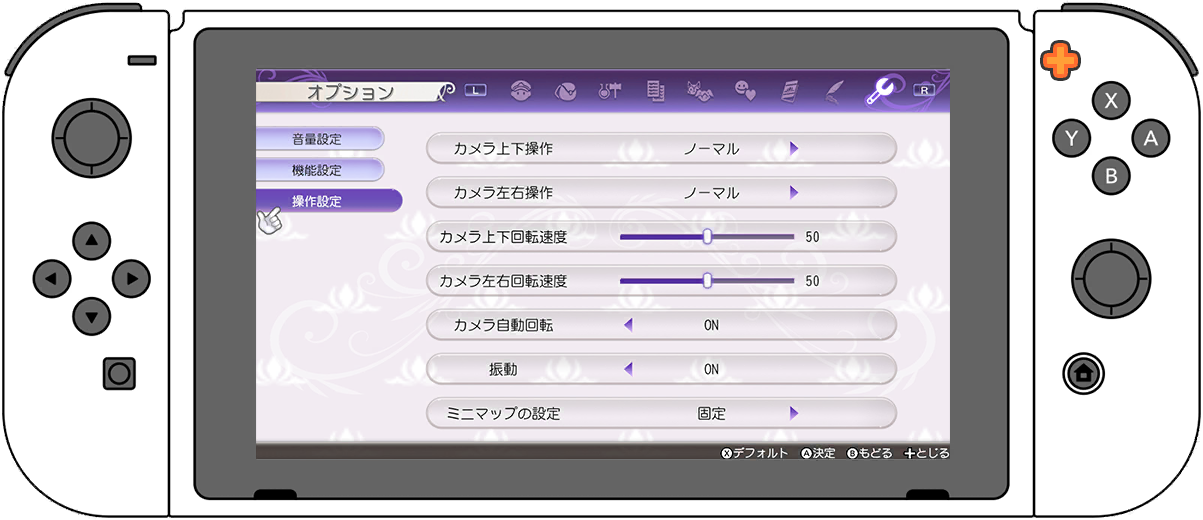 オプション
L
R
音量設定
機能設定
操作設定
カメラ上下操作 ノーマル
カメラ左右操作 ノーマル
カメラ上下回転速度 50
カメラ左右回転速度 50
カメラ自動回転 ON
振動 ON
ミニマップの設定 固定
Xデフォルト A決定 Bもどる +とじる
X
Y
A
B